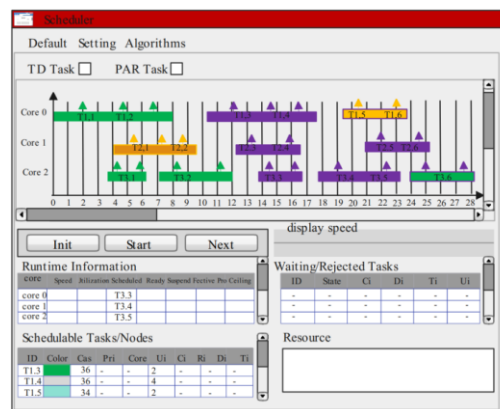 Scheduler
Default Setting Algorithms
TD Task PAR Task
Core 0 T1,1 T1,2 T1,3 T1,4 T1,5 T1,6
Core 1 T2,1 T2,2 T2,3 T2,4 T2,5 T2,6
Core 2 T3,1 T3,2 T3,3 T3,4 T3,5 T3,6
0 1 2 3 4 5 6 7 8 9 10 11 12 13 14 15 16 17 18 19 20 21 22 23 24 25 26 27 28
display speed
Init Start Next
Runtime Information
core Speed Bilization Scheduled Ready Suspend Fective Pro Ceiling
core 0 T3.3
core 1 T3.4
core 2 T3.5
Waiting/Rejected Tasks
ID State Ci Di Ti Ui
- - - - - -
- - - - - -
- - - - - -
Schedulable Tasks/Nodes
ID Color Cas Pri Core Ui Ci Ri Di Ti
T1.3 36 - - 2 - - - -
T1.4 36 - - 4 - - - -
T1.5 34 - - 2 - - - -
Resource